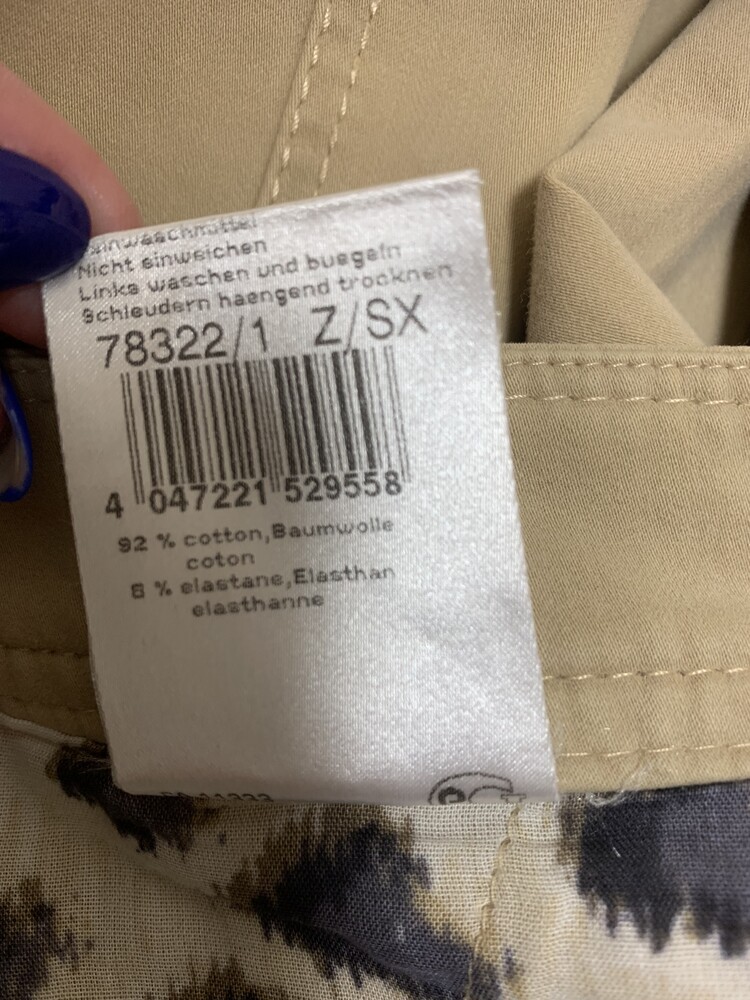 Nicht einweichen
Links waschen und buegeln
Schleudern haengend trocknen
78322/1 Z/SX
4 047221 529558
92 % cotton,Baumwolle
coton
8 % elastane,Elasthan
elasthanne